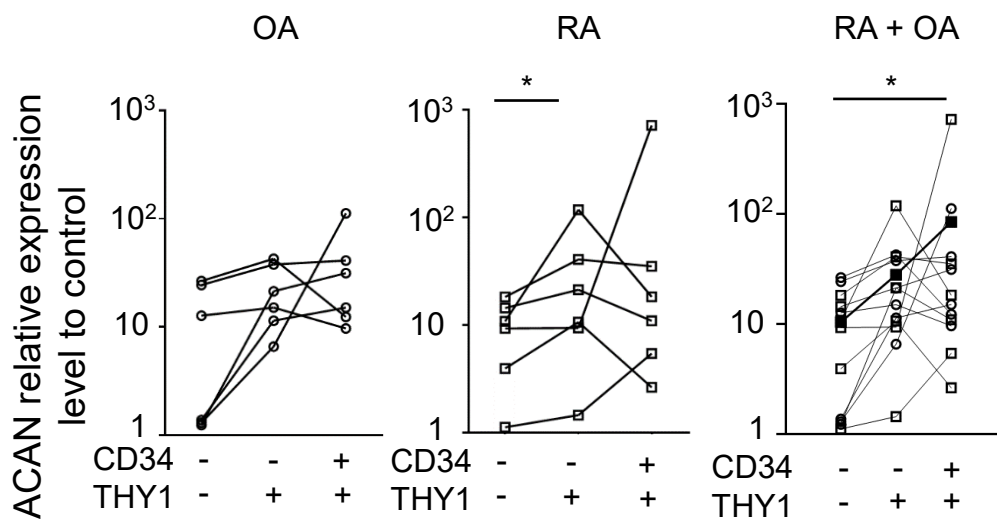 OA
RA
RA + OA
*
*
ACAN relative expression
level to control
10³
10²
10
1
10³
10²
10
1
10³
10²
10
1
CD34 - - +
THY1 - + +
CD34 - - +
THY1 - + +
CD34 - - +
THY1 - + +